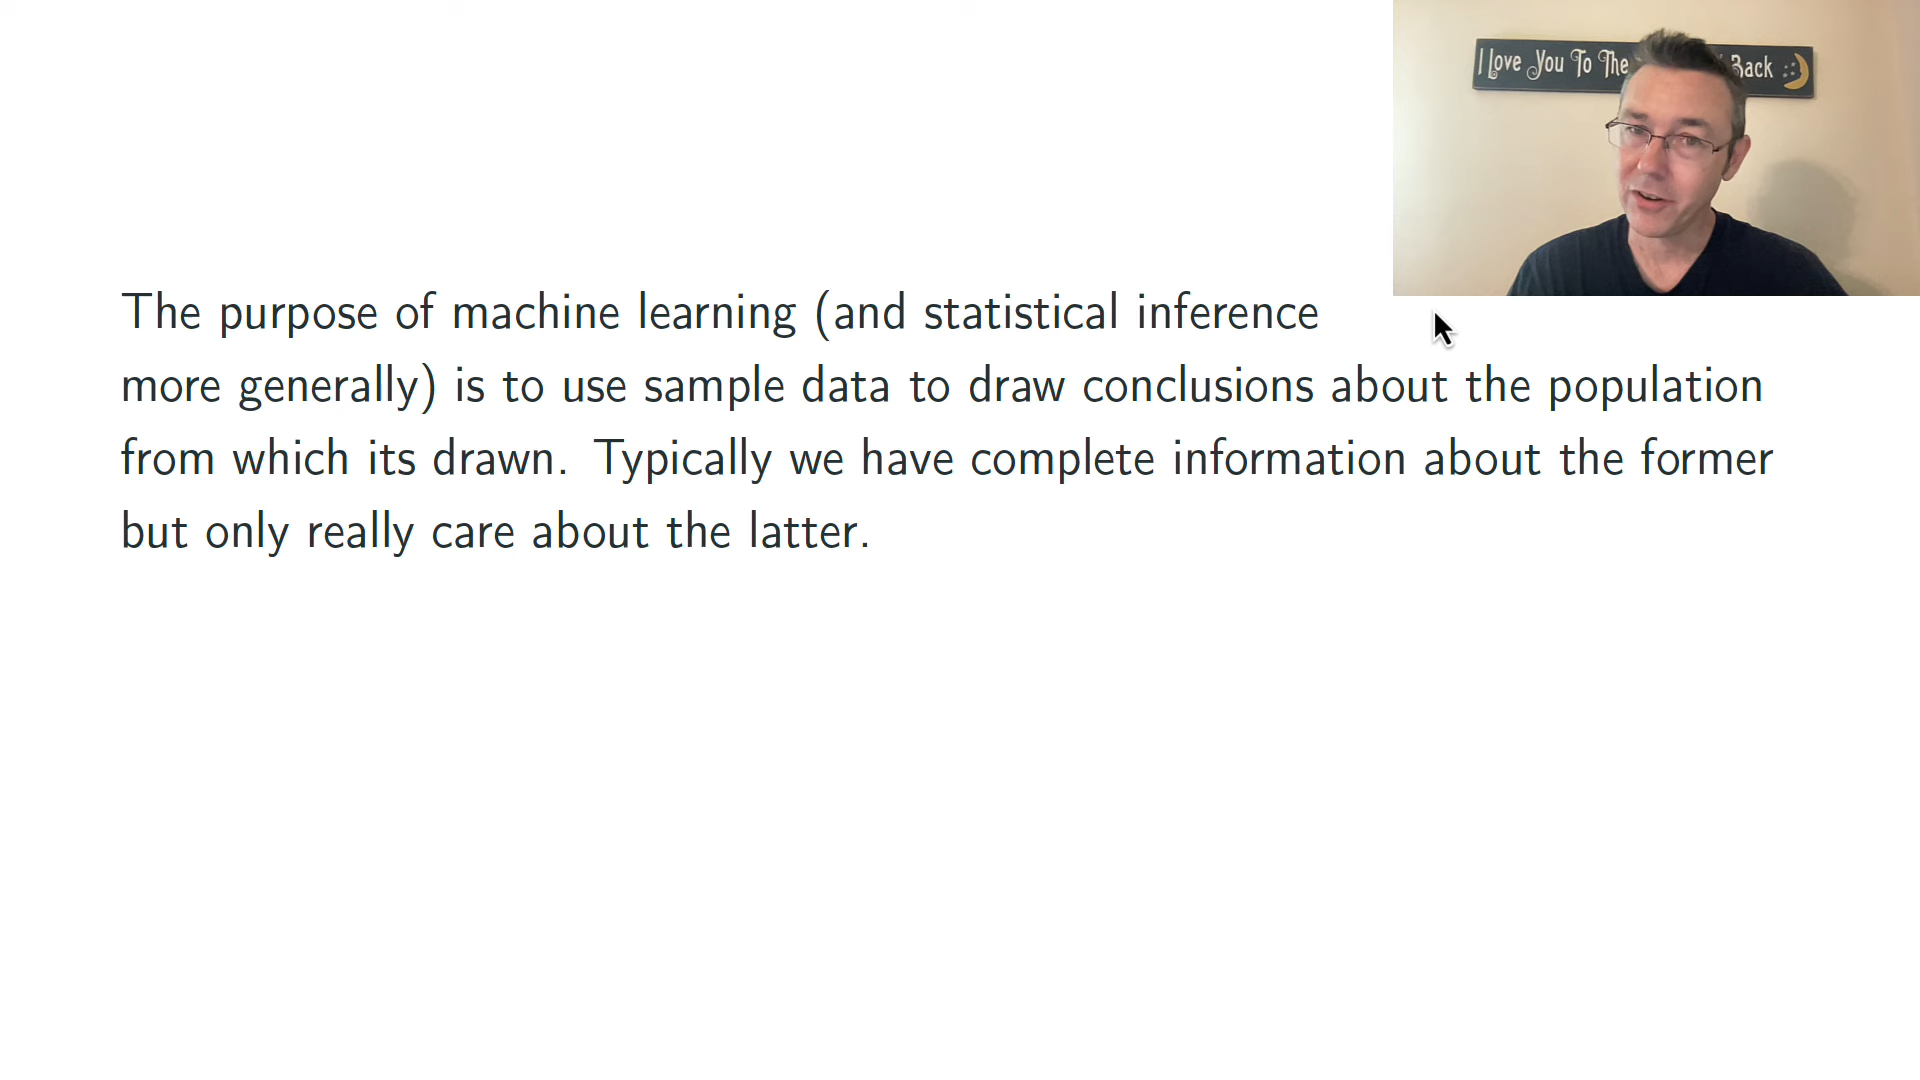 I Love You To The Back
The purpose of machine learning (and statistical inference
more generally) is to use sample data to draw conclusions about the population
from which its drawn. Typically we have complete information about the former
but only really care about the latter.